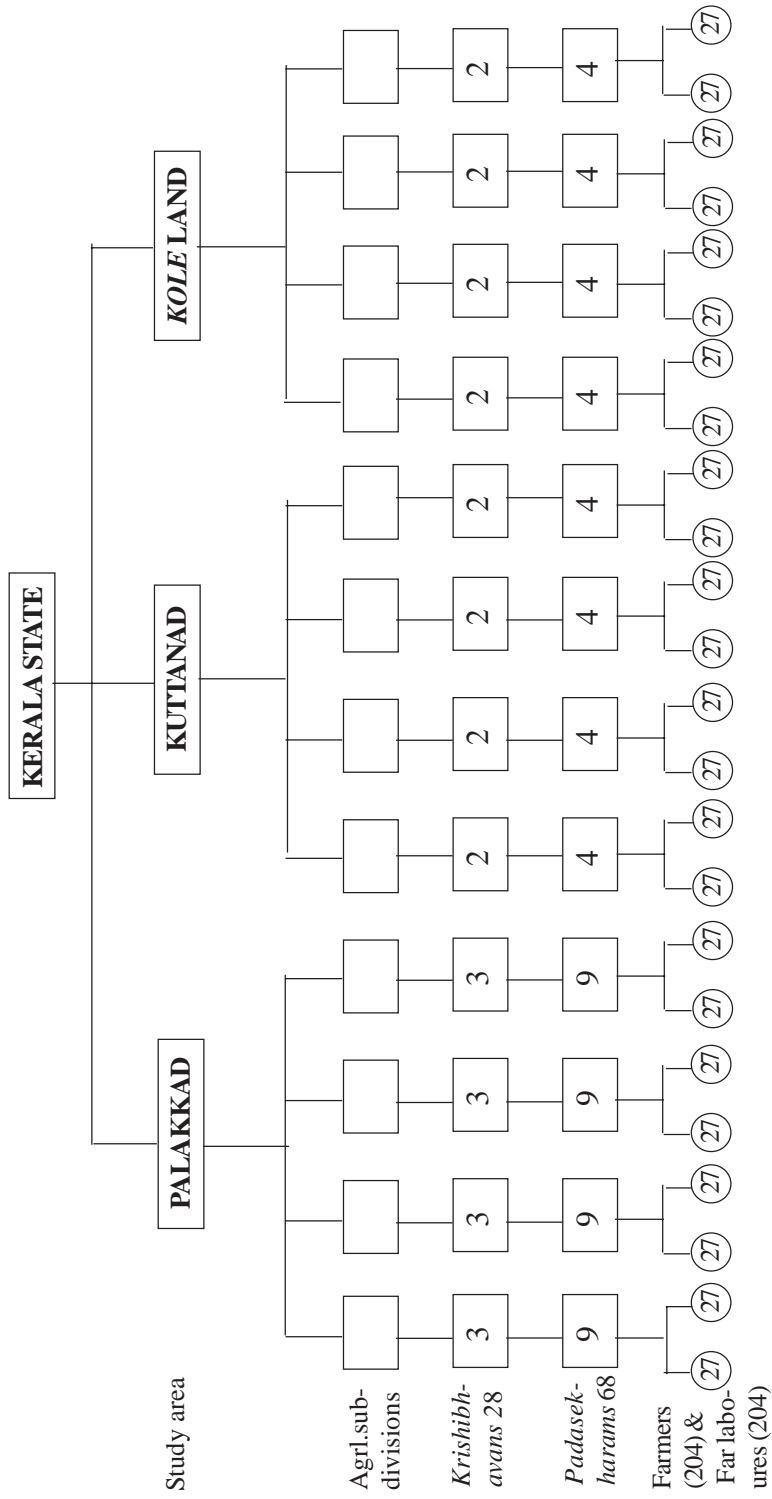 KERALA STATE
Study area
PALAKKAD KUTTANAD KOLE LAND
Agrl.sub-
divisions
Krishibh-
avans 28
3 3 3 3 2 2 2 2 2 2 2 2
Padasek-
harams 68
9 9 9 9 4 4 4 4 4 4 4 4
Farmers
(204) &
Far labo-
ures (204)
27 27 27 27 27 27 27 27 27 27 27 27 27 27 27 27 27 27 27 27 27 27 27 27